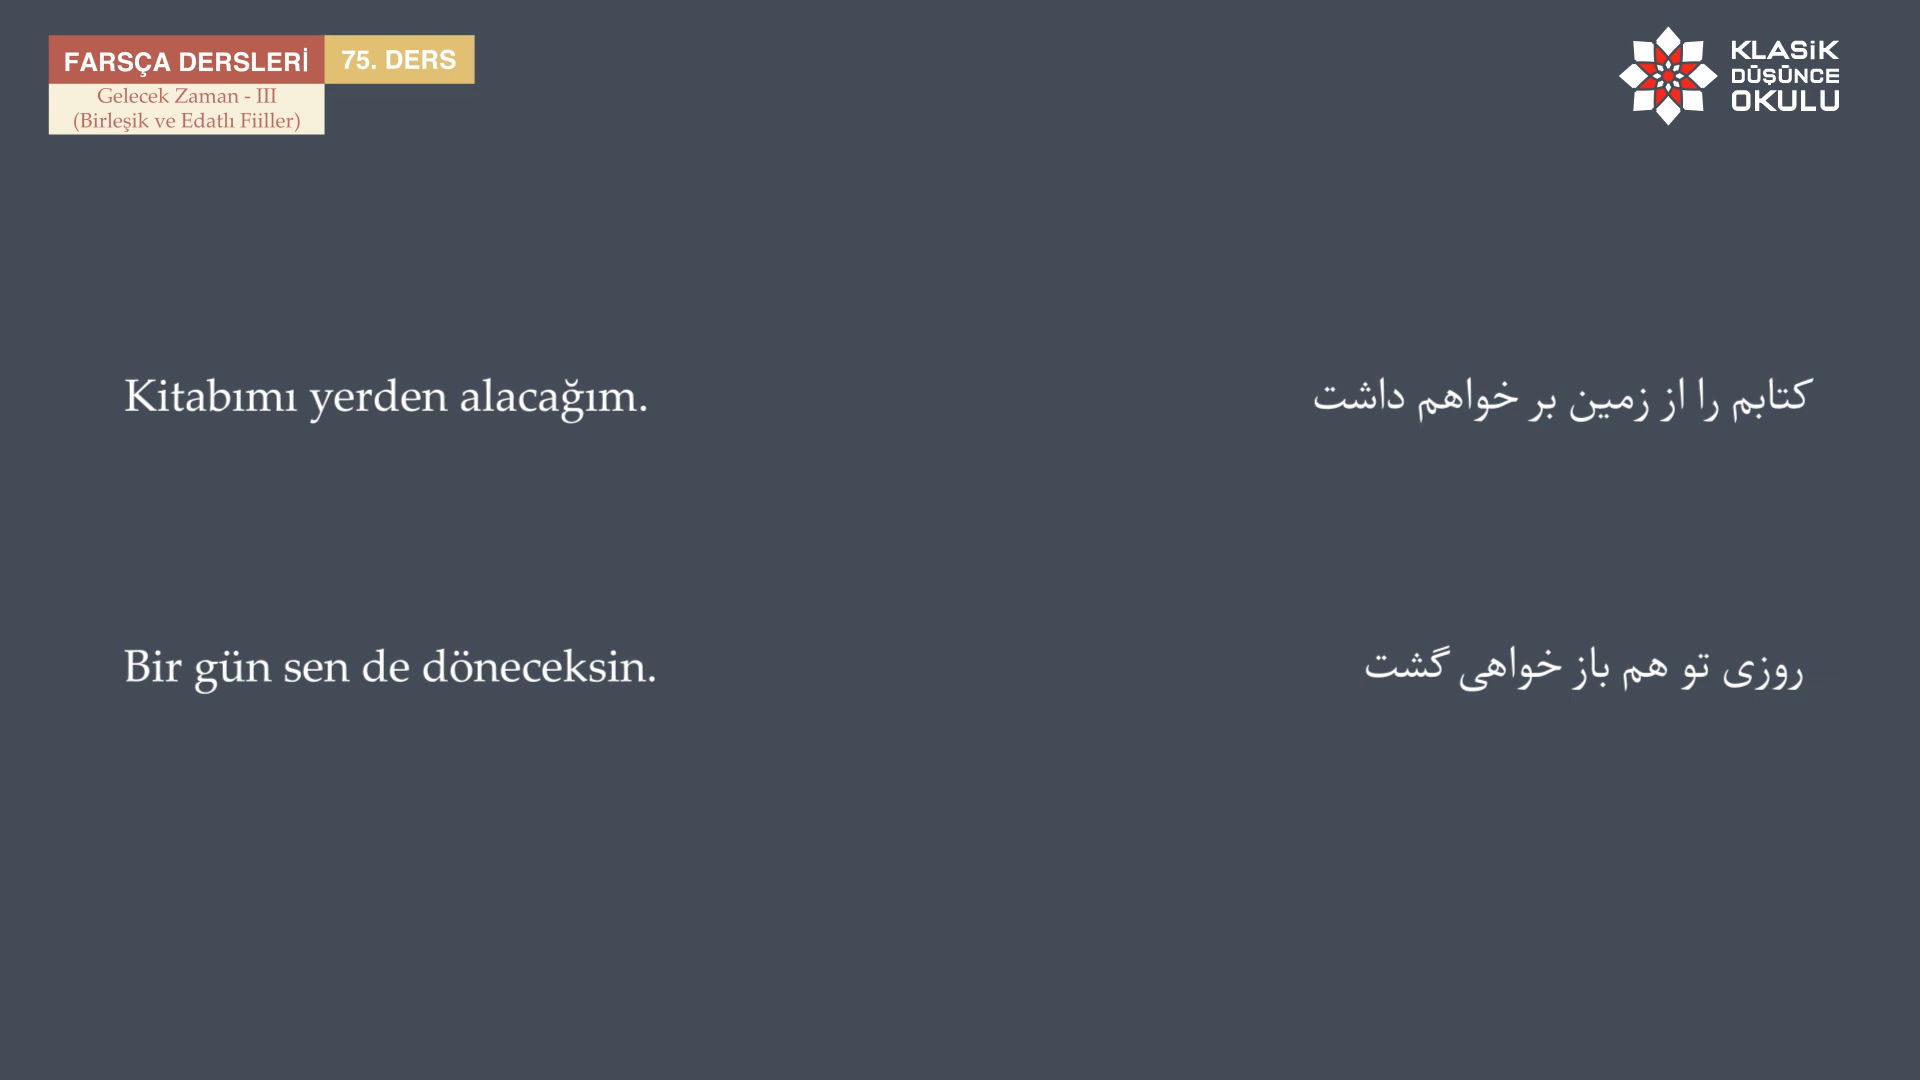 FARSÇA DERSLERİ
75. DERS
Gelecek Zaman - III
(Birleşik ve Edatlı Fiiller)
KLASiK
DÜŞÜNCE
OKULU
Kitabımı yerden alacağım.
کتابم را از زمین بر خواهم داشت
Bir gün sen de döneceksin.
روزی تو هم باز خواهی گشت